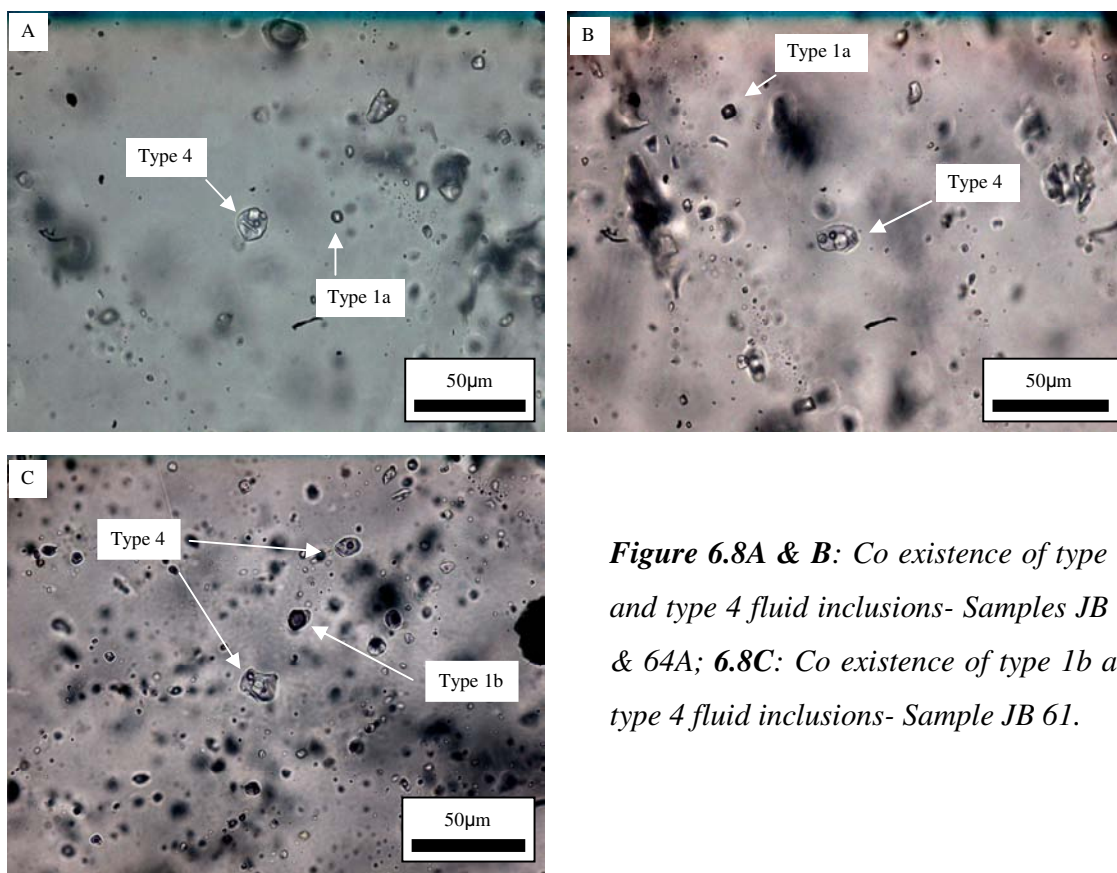 A
Type 4
Type 1a
50µm
B
Type 1a
Type 4
50µm
C
Type 4
Type 1b
50µm
Figure 6.8A & B: Co existence of type
and type 4 fluid inclusions- Samples JB
& 64A; 6.8C: Co existence of type 1b a
type 4 fluid inclusions- Sample JB 61.